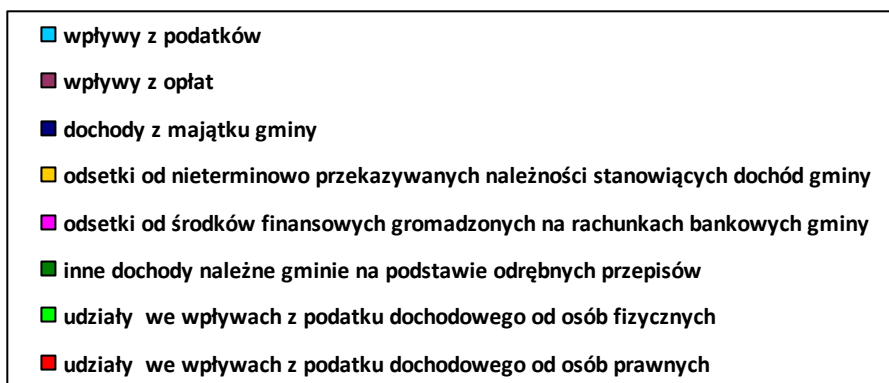 wpływy z podatków
wpływy z opłat
dochody z majątku gminy
odsetki od nieterminowo przekazywanych należności stanowiących dochód gminy
odsetki od środków finansowych gromadzonych na rachunkach bankowych gminy
inne dochody należne gminie na podstawie odrębnych przepisów
udziały we wpływach z podatku dochodowego od osób fizycznych
udziały we wpływach z podatku dochodowego od osób prawnych